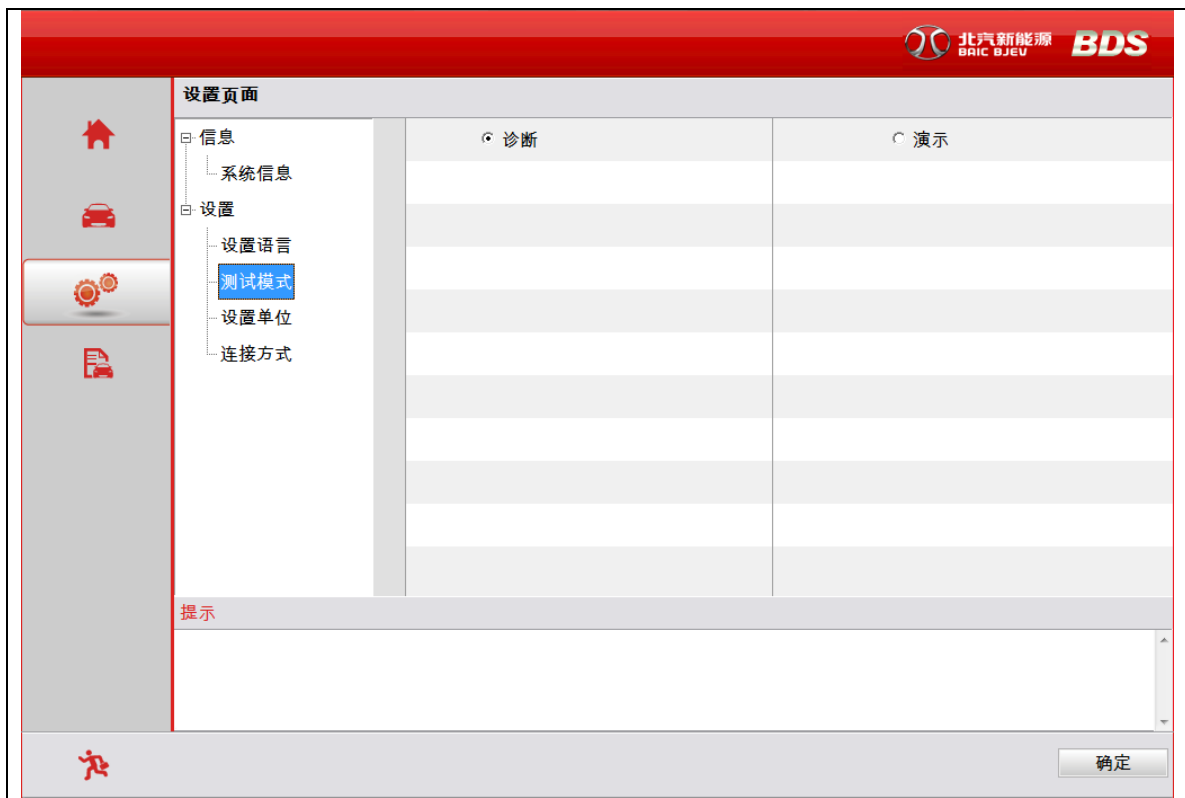 北汽新能源
BAIC BJEV
BDS
设置页面
信息
系统信息
设置
设置语言
测试模式
设置单位
连接方式
诊断
演示
提示
确定